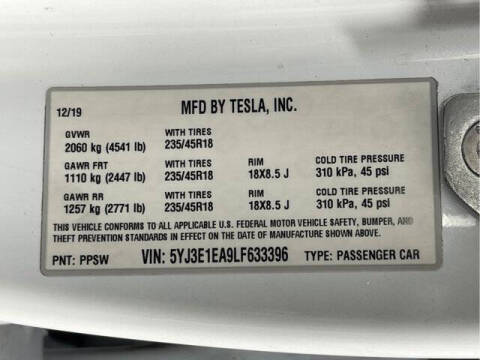 12/19 MFD BY TESLA, INC.
GVWR WITH TIRES
2060 kg (4541 lb) 235/45R18
GAWR FRT WITH TIRES RIM COLD TIRE PRESSURE
1110 kg (2447 lb) 235/45R18 18X8.5 J 310 kPa, 45 psi
GAWR RR WITH TIRES RIM COLD TIRE PRESSURE
1257 kg (2771 lb) 235/45R18 18X8.5 J 310 kPa, 45 psi
THIS VEHICLE CONFORMS TO ALL APPLICABLE U.S. FEDERAL MOTOR VEHICLE SAFETY, BUMPER, AND
THEFT PREVENTION STANDARDS IN EFFECT ON THE DATE OF MANUFACTURE SHOWN ABOVE.
PNT: PPSW VIN: 5YJ3E1EA9LF633396 TYPE: PASSENGER CAR